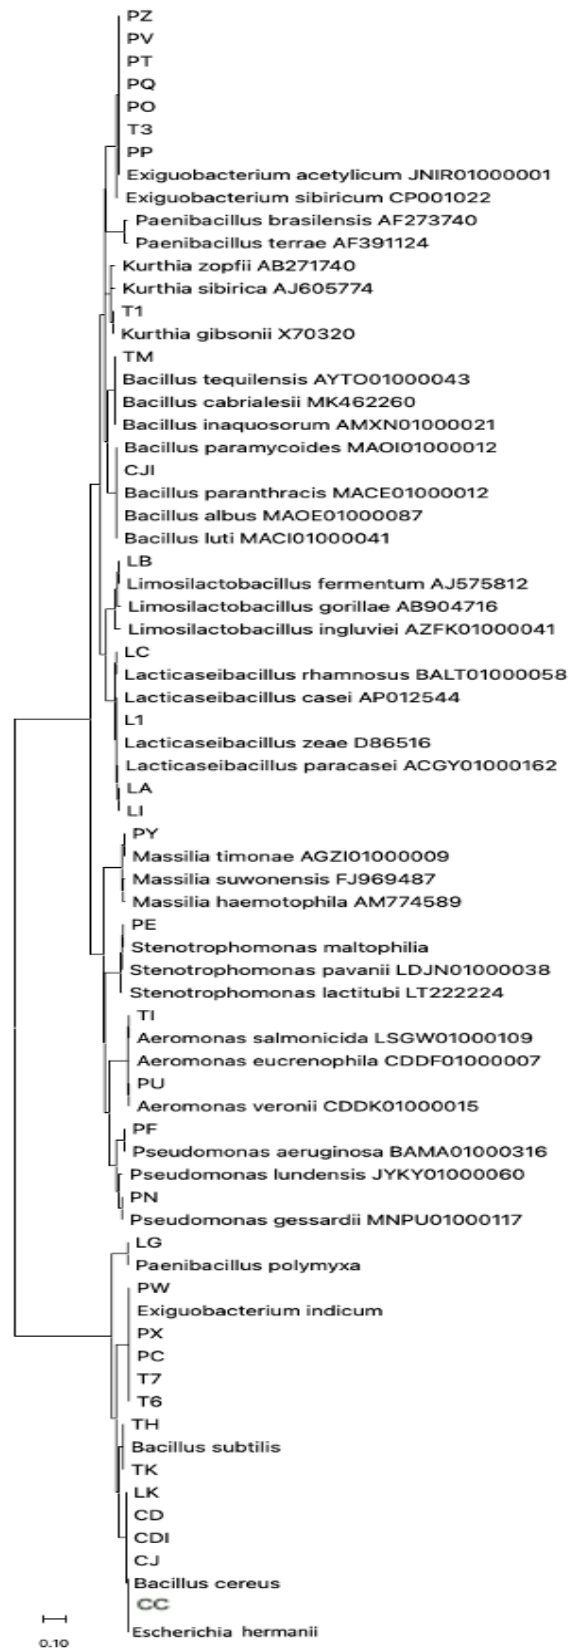 PZ
PV
PT
PQ
PO
T3
PP
Exiguobacterium acetylicum JNIR01000001
Exiguobacterium sibiricum CP001022
Paenibacillus brasilensis AF273740
Paenibacillus terrae AF391124
Kurthia zopfii AB271740
Kurthia sibirica AJ605774
T1
Kurthia gibsonii X70320
TM
Bacillus tequilensis AYTO01000043
Bacillus cabrialesii MK462260
Bacillus inaquosorum AMXN01000021
Bacillus paramycoides MAOI01000012
CJI
Bacillus paranthracis MACE01000012
Bacillus albus MAOE01000087
Bacillus luti MACI01000041
LB
Limosilactobacillus fermentum AJ575812
Limosilactobacillus gorillae AB904716
Limosilactobacillus ingluviei AZFK01000041
LC
Lacticaseibacillus rhamnosus BALT01000058
Lacticaseibacillus casei AP012544
L1
Lacticaseibacillus zeae D86516
Lacticaseibacillus paracasei ACGY01000162
LA
LI
PY
Massilia timonae AGZI01000009
Massilia suwonensis FJ969487
Massilia haemotophila AM774589
PE
Stenotrophomonas maltophilia
Stenotrophomonas pavanii LDJN01000038
Stenotrophomonas lactitubi LT222224
TI
Aeromonas salmonicida LSGW01000109
Aeromonas eucrenophila CDDF01000007
PU
Aeromonas veronii CDDK01000015
PF
Pseudomonas aeruginosa BAMA01000316
Pseudomonas lundensis JYKY01000060
PN
Pseudomonas gessardii MNPU01000117
LG
Paenibacillus polymyxa
PW
Exiguobacterium indicum
PX
PC
T7
T6
TH
Bacillus subtilis
TK
LK
CD
CDI
CJ
Bacillus cereus
CC
Escherichia hermanii
0.10